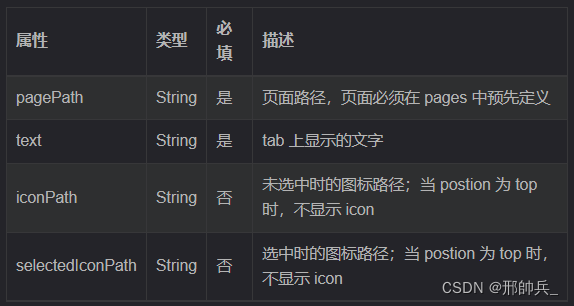 属性 类型 必填 描述
pagePath String 是 页面路径，页面必须在 pages 中预先定义
text String 是 tab 上显示的文字
iconPath String 否 未选中时的图标路径；当 postion 为 top
时，不显示 icon
selectedIconPath String 否 选中时的图标路径；当 postion 为 top 时，
不显示 icon
CSDN @邢帥兵_